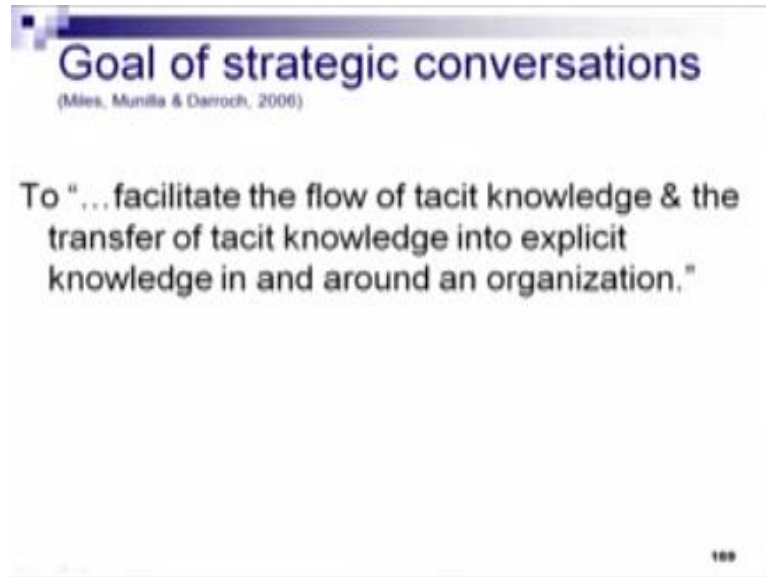 Goal of strategic conversations
(Miles, Munilla & Darroch, 2006)
To "...facilitate the flow of tacit knowledge & the
transfer of tacit knowledge into explicit
knowledge in and around an organization."
169